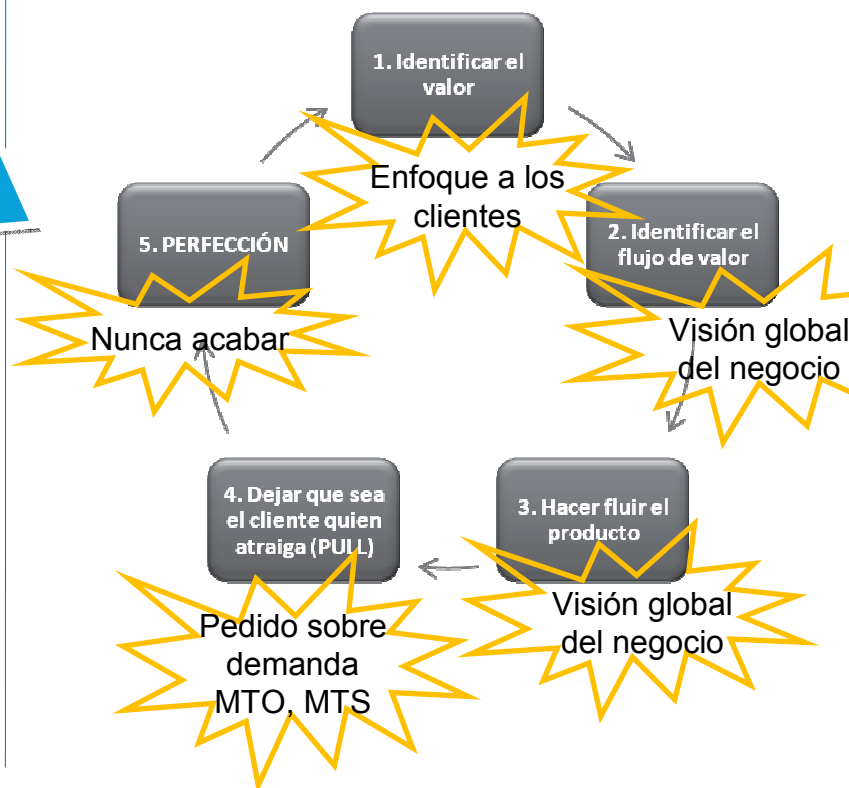 1. Identificar el
valor
Enfoque a los
clientes
2. Identificar el
flujo de valor
Visión global
del negocio
3. Hacer fluir el
producto
Visión global
del negocio
4. Dejar que sea
el cliente quien
atraiga (PULL)
Pedido sobre
demanda
MTO, MTS
5. PERFECCIÓN
Nunca acabar